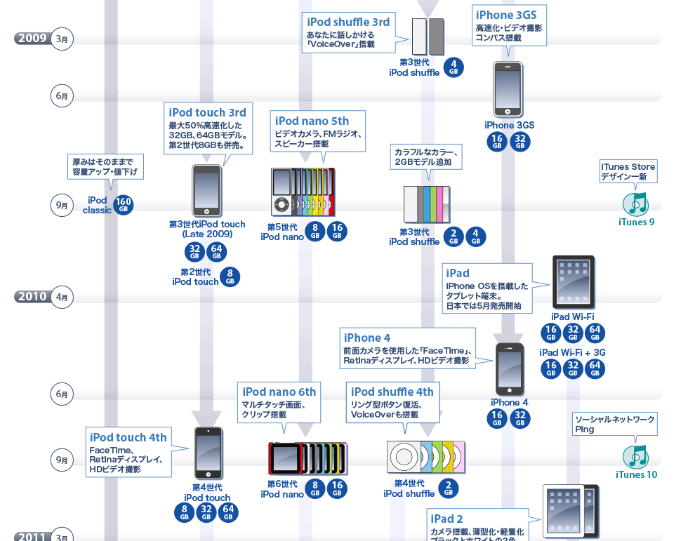 2009
3月
iPod shuffle 3rd
あなたに話しかける
「VoiceOver」搭載
第3世代
iPod shuffle
4
GB
iPhone 3GS
高速化・ビデオ撮影
コンパス搭載
6月
iPhone 3GS
16
GB
32
GB
厚みはそのままで
容量アップ・値下げ
9月
iPod
classic
160
GB
iPod touch 3rd
最大50%高速化した
32GB、64GBモデル。
第2世代8GBも併売。
第3世代iPod touch
(Late 2009)
32
GB
64
GB
第2世代
iPod touch
8
GB
iPod nano 5th
ビデオカメラ、FMラジオ、
スピーカー搭載
第5世代
iPod nano
8
GB
16
GB
カラフルなカラー、
2GBモデル追加
第3世代
iPod shuffle
2
GB
4
GB
iTunes Store
デザイン一新
iTunes 9
2010
4月
iPad
iPhone OSを搭載した
タブレット端末。
日本では5月発売開始
iPad Wi-Fi
16
GB
32
GB
64
GB
iPad Wi-Fi + 3G
16
GB
32
GB
64
GB
6月
iPhone 4
前面カメラを使用した「FaceTime」、
Retinaディスプレイ、HDビデオ撮影
iPhone 4
16
GB
32
GB
9月
iPod touch 4th
FaceTime、
Retinaディスプレイ、
HDビデオ撮影
第4世代
iPod touch
8
GB
32
GB
64
GB
iPod nano 6th
マルチタッチ画面、
クリップ搭載
第6世代
iPod nano
8
GB
16
GB
iPod shuffle 4th
リング型ボタン復活、
VoiceOverも搭載
第4世代
iPod shuffle
2
GB
ソーシャルネットワーク
Ping
iTunes 10
2011
3月
iPad 2
カメラ搭載、薄型化・軽量化
ブラックとホワイトの2色